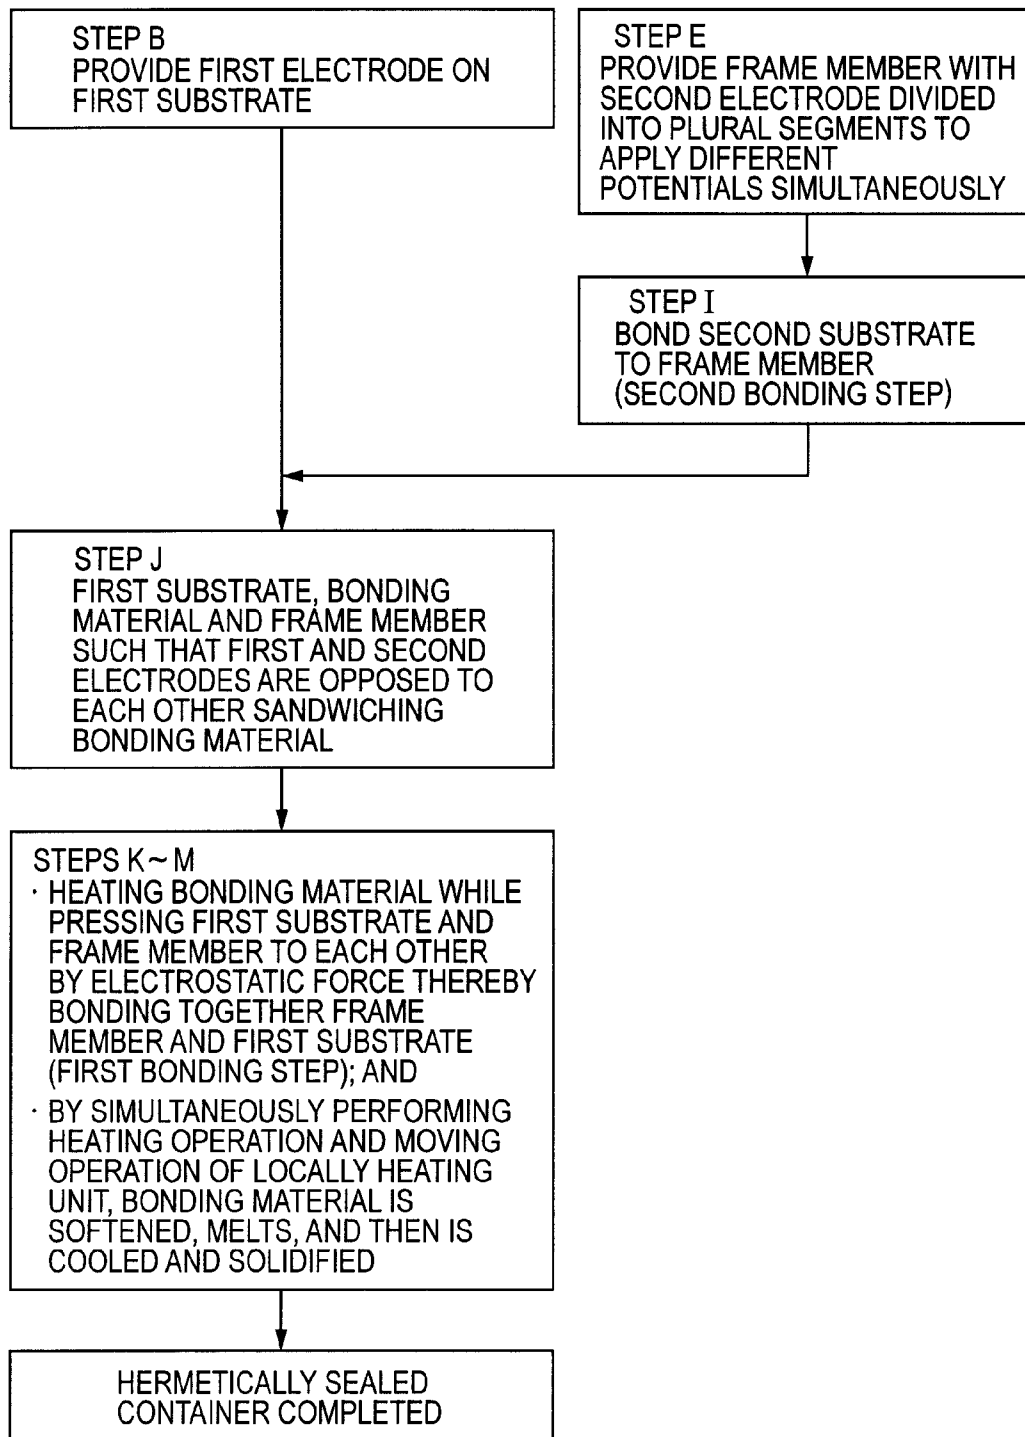 STEP B
PROVIDE FIRST ELECTRODE ON
FIRST SUBSTRATE
STEP E
PROVIDE FRAME MEMBER WITH
SECOND ELECTRODE DIVIDED
INTO PLURAL SEGMENTS TO
APPLY DIFFERENT
POTENTIALS SIMULTANEOUSLY
STEP I
BOND SECOND SUBSTRATE
TO FRAME MEMBER
(SECOND BONDING STEP)
STEP J
FIRST SUBSTRATE, BONDING
MATERIAL AND FRAME MEMBER
SUCH THAT FIRST AND SECOND
ELECTRODES ARE OPPOSED TO
EACH OTHER SANDWICHING
BONDING MATERIAL
STEPS K~M
· HEATING BONDING MATERIAL WHILE
PRESSING FIRST SUBSTRATE AND
FRAME MEMBER TO EACH OTHER
BY ELECTROSTATIC FORCE THEREBY
BONDING TOGETHER FRAME
MEMBER AND FIRST SUBSTRATE
(FIRST BONDING STEP); AND
· BY SIMULTANEOUSLY PERFORMING
HEATING OPERATION AND MOVING
OPERATION OF LOCALLY HEATING
UNIT, BONDING MATERIAL IS
SOFTENED, MELTS, AND THEN IS
COOLED AND SOLIDIFIED
HERMETICALLY SEALED
CONTAINER COMPLETED